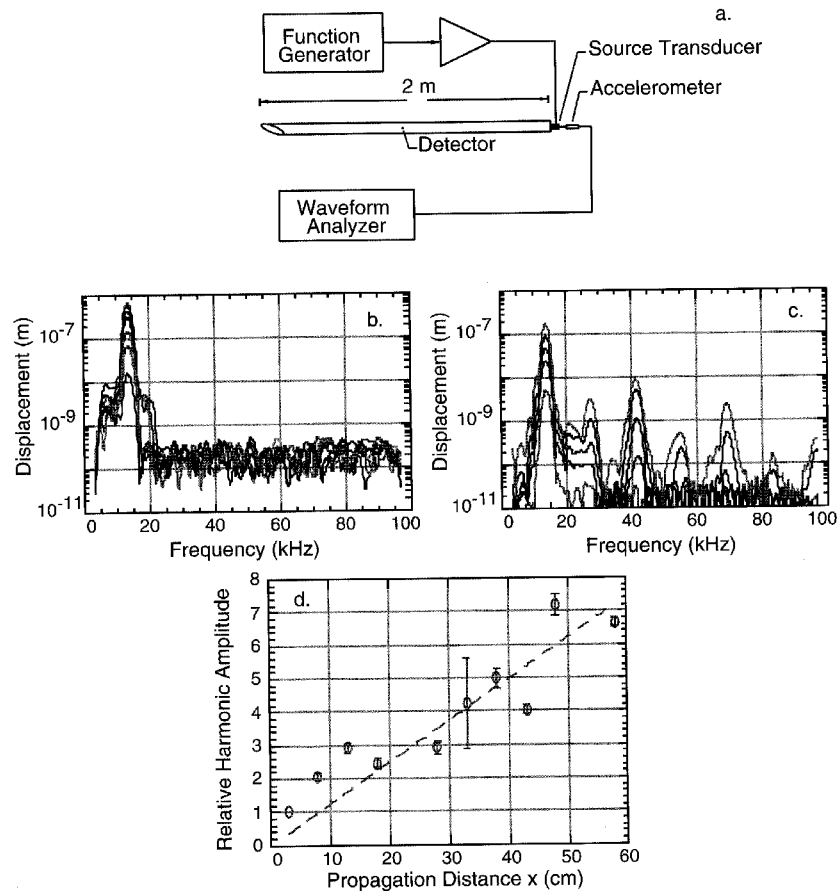 a.
Function
Generator
Source Transducer
Accelerometer
2 m
Detector
Waveform
Analyzer
b.
Displacement (m)
10-7
10-9
10-11
0 20 40 60 80 100
Frequency (kHz)
c.
Displacement (m)
10-7
10-9
10-11
0 20 40 60 80 100
Frequency (kHz)
d.
Relative Harmonic Amplitude
8
7
6
5
4
3
2
1
0
0 10 20 30 40 50 60
Propagation Distance x (cm)